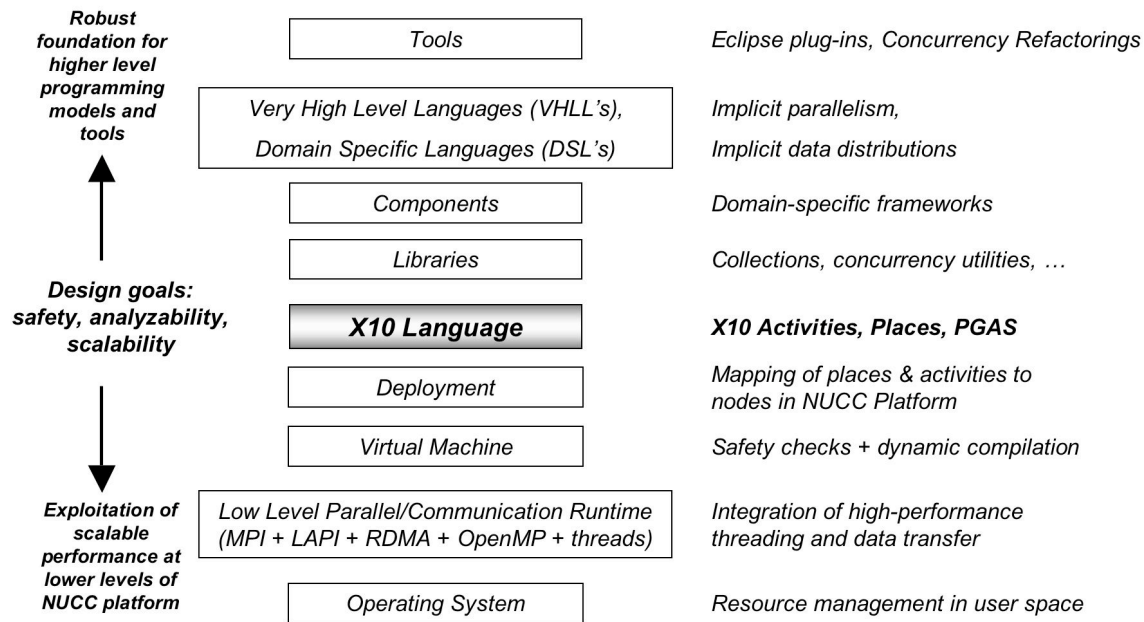 Robust
foundation for
higher level
programming
models and
tools
Design goals:
safety, analyzability,
scalability
Exploitation of
scalable
performance at
lower levels of
NUCC platform
Tools
Eclipse plug-ins, Concurrency Refactorings
Very High Level Languages (VHLL's),
Domain Specific Languages (DSL's)
Implicit parallelism,
Implicit data distributions
Components
Domain-specific frameworks
Libraries
Collections, concurrency utilities, …
X10 Language
X10 Activities, Places, PGAS
Deployment
Mapping of places & activities to
nodes in NUCC Platform
Virtual Machine
Safety checks + dynamic compilation
Low Level Parallel/Communication Runtime
(MPI + LAPI + RDMA + OpenMP + threads)
Integration of high-performance
threading and data transfer
Operating System
Resource management in user space